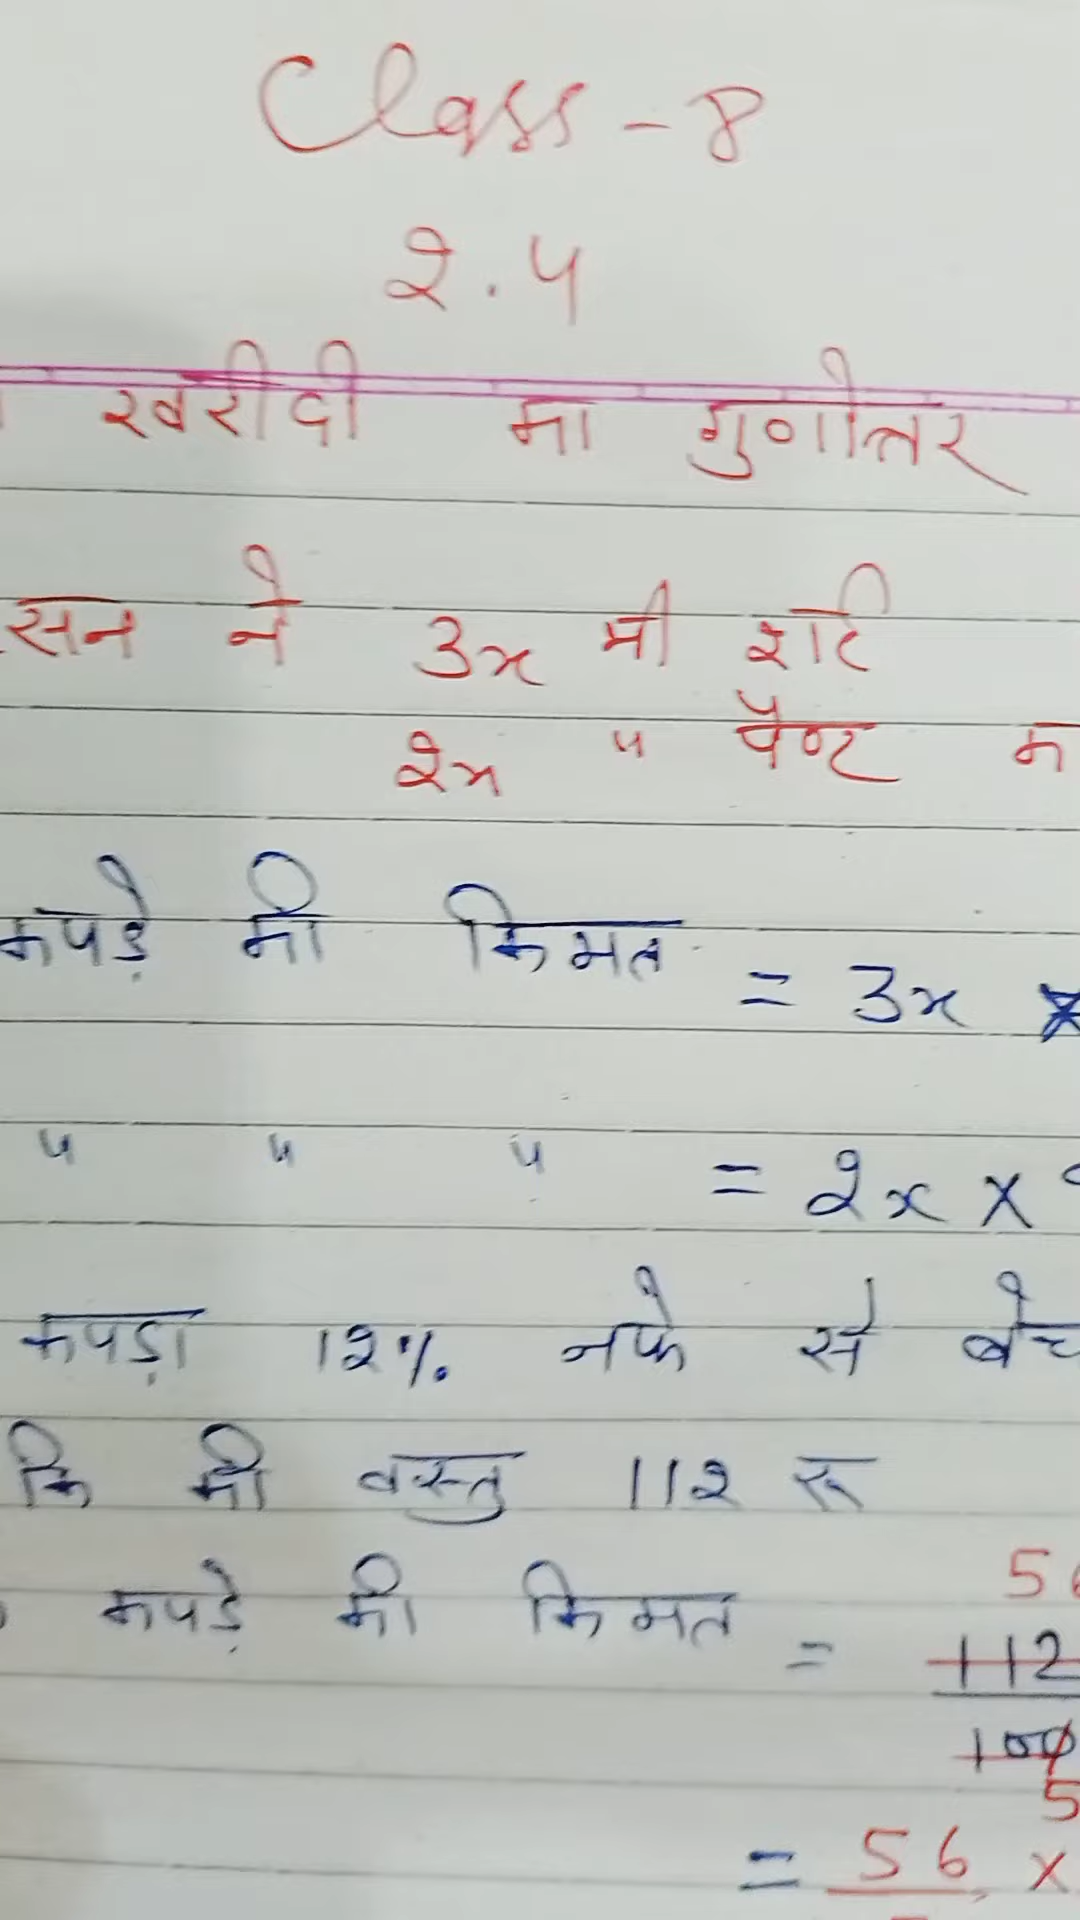 Class - 8
2.4
खरीदी का गुणोत्तर
सन ने 3x मी शर्ट
2x " पैण्ट
कपड़े की किमत = 3x
" " " = 2x x
कपड़ा 12% नफे से
कि की वस्तु 112 रू
कपड़े की किमत = 112
100
5
= 56 x